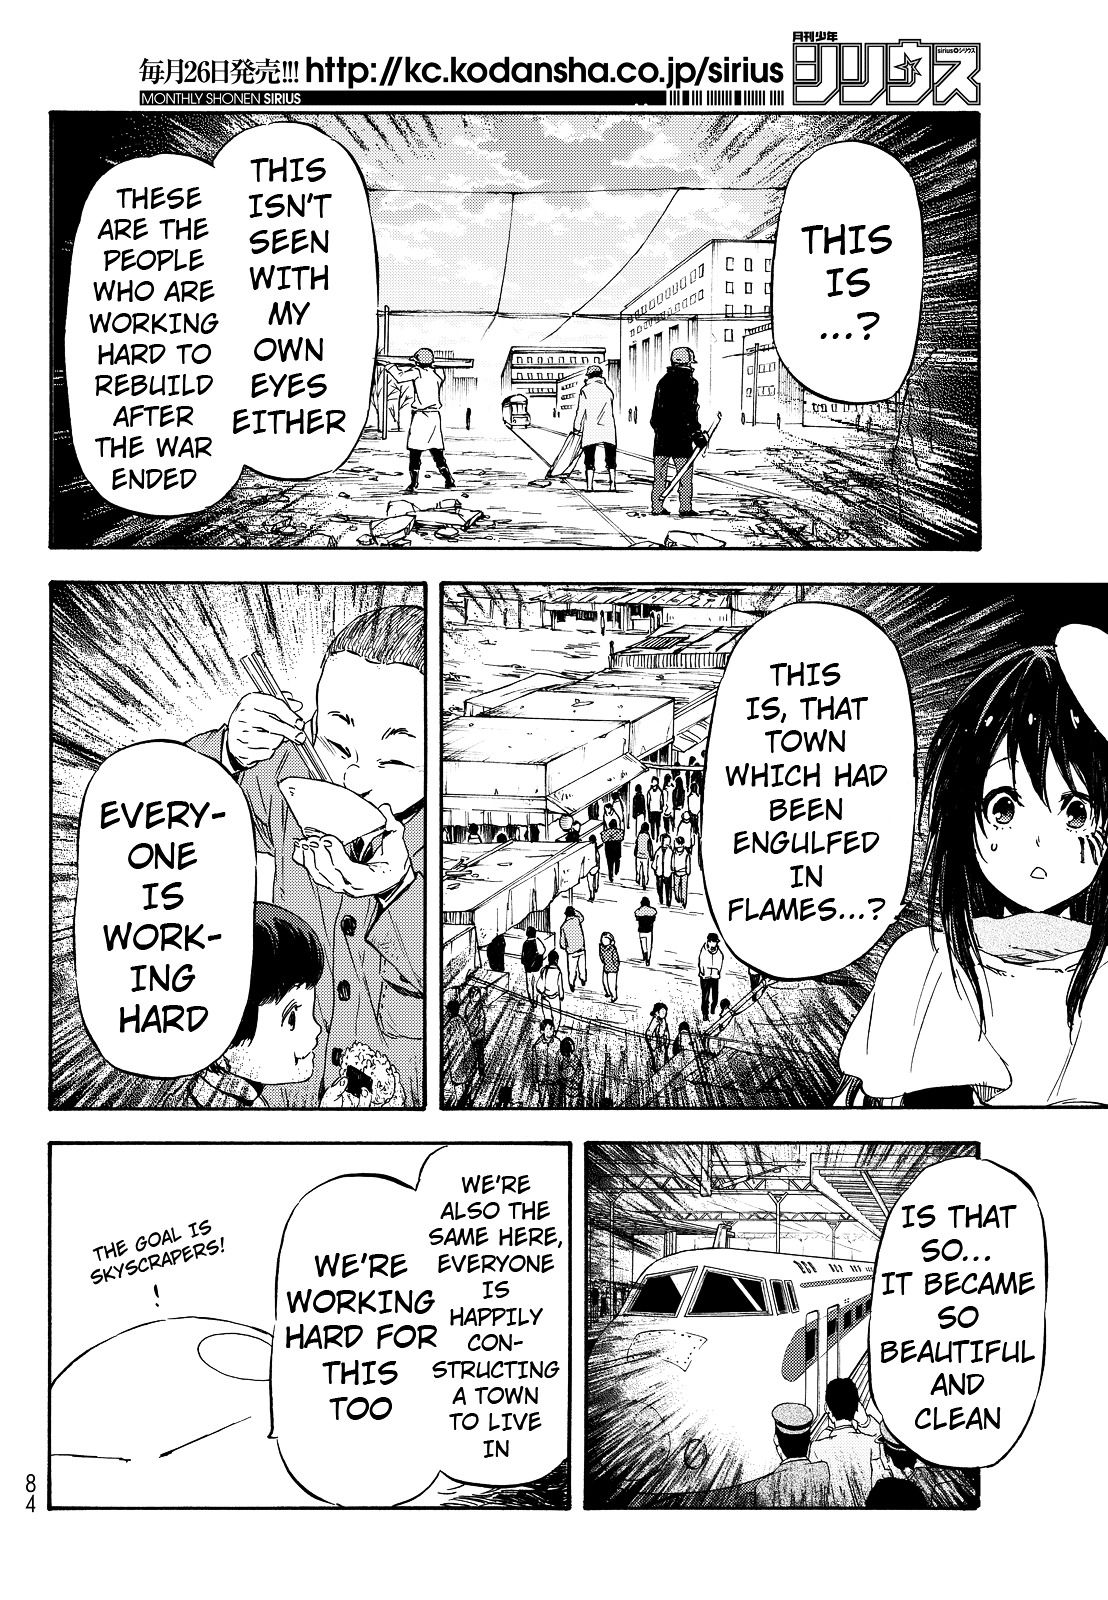 毎月26日発売!!! http://kc.kodansha.co.jp/sirius
MONTHLY SHONEN SIRIUS
月刊少年
sirius シリウス
シリウス
THIS
IS
...?
THIS
ISN'T
SEEN
WITH
MY
OWN
EYES
EITHER
THESE
ARE THE
PEOPLE
WHO ARE
WORKING
HARD TO
REBUILD
AFTER
THE WAR
ENDED
THIS
IS, THAT
TOWN
WHICH HAD
BEEN
ENGULFED
IN
FLAMES...?
EVERY-
ONE
IS
WORK-
ING
HARD
IS THAT
SO...
IT BECAME
SO
BEAUTIFUL
AND
CLEAN
WE'RE
ALSO THE
SAME HERE,
EVERYONE
IS
HAPPILY
CON-
STRUCTING
A TOWN
TO LIVE
IN
WE'RE
WORKING
HARD FOR
THIS
TOO
THE GOAL IS
SKYSCRAPERS!
84